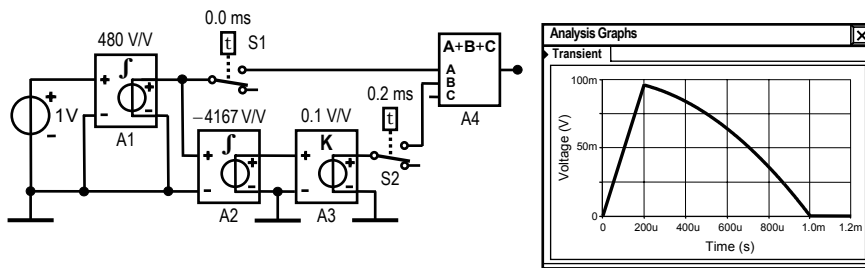 0.0 ms
480 V/V
t
S1
∫
+
−
+
−
1V
+
−
A1
−4167 V/V
∫
+
−
+
−
A2
0.1 V/V
K
+
−
+
−
A3
0.2 ms
t
S2
A+B+C
A
B
C
A4
Analysis Graphs
Transient
100m
50m
0
Voltage (V)
0 200u 400u 600u 800u 1.0m 1.2m
Time (s)